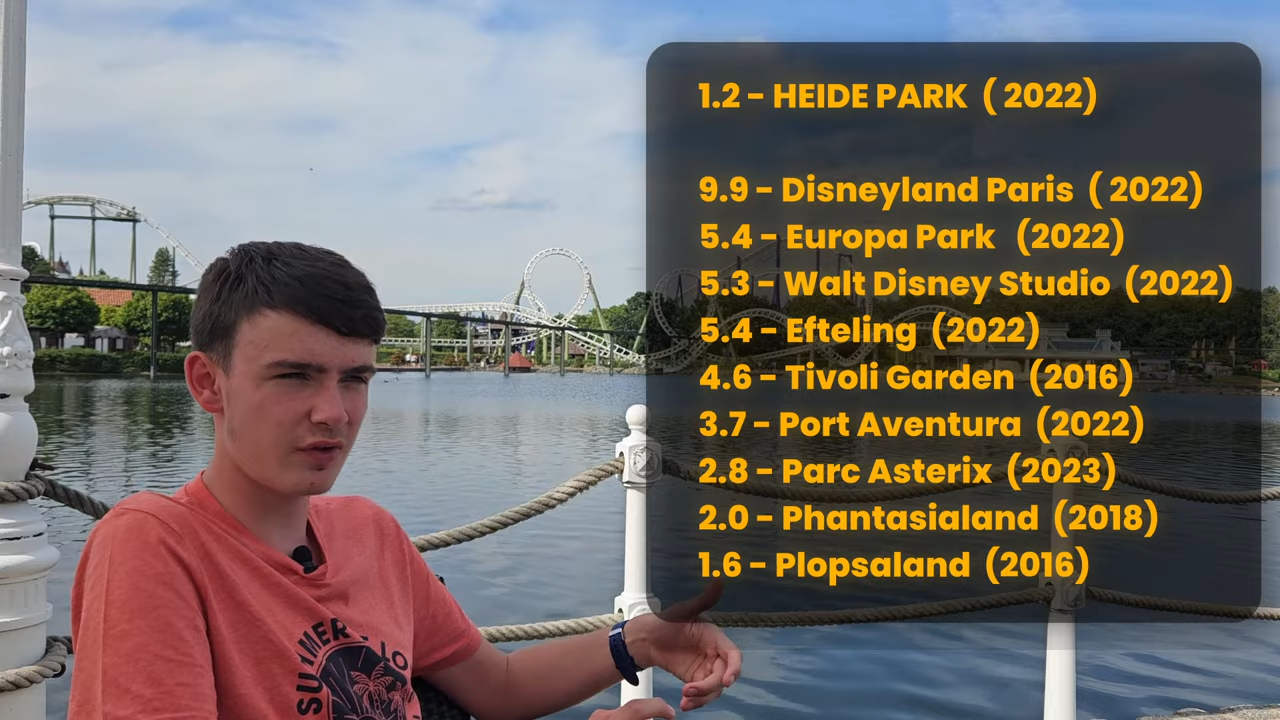 1.2 - HEIDE PARK ( 2022)
9.9 - Disneyland Paris ( 2022)
5.4 - Europa Park (2022)
5.3 - Walt Disney Studio (2022)
5.4 - Efteling (2022)
4.6 - Tivoli Garden (2016)
3.7 - Port Aventura (2022)
2.8 - Parc Asterix (2023)
2.0 - Phantasialand (2018)
1.6 - Plopsaland (2016)